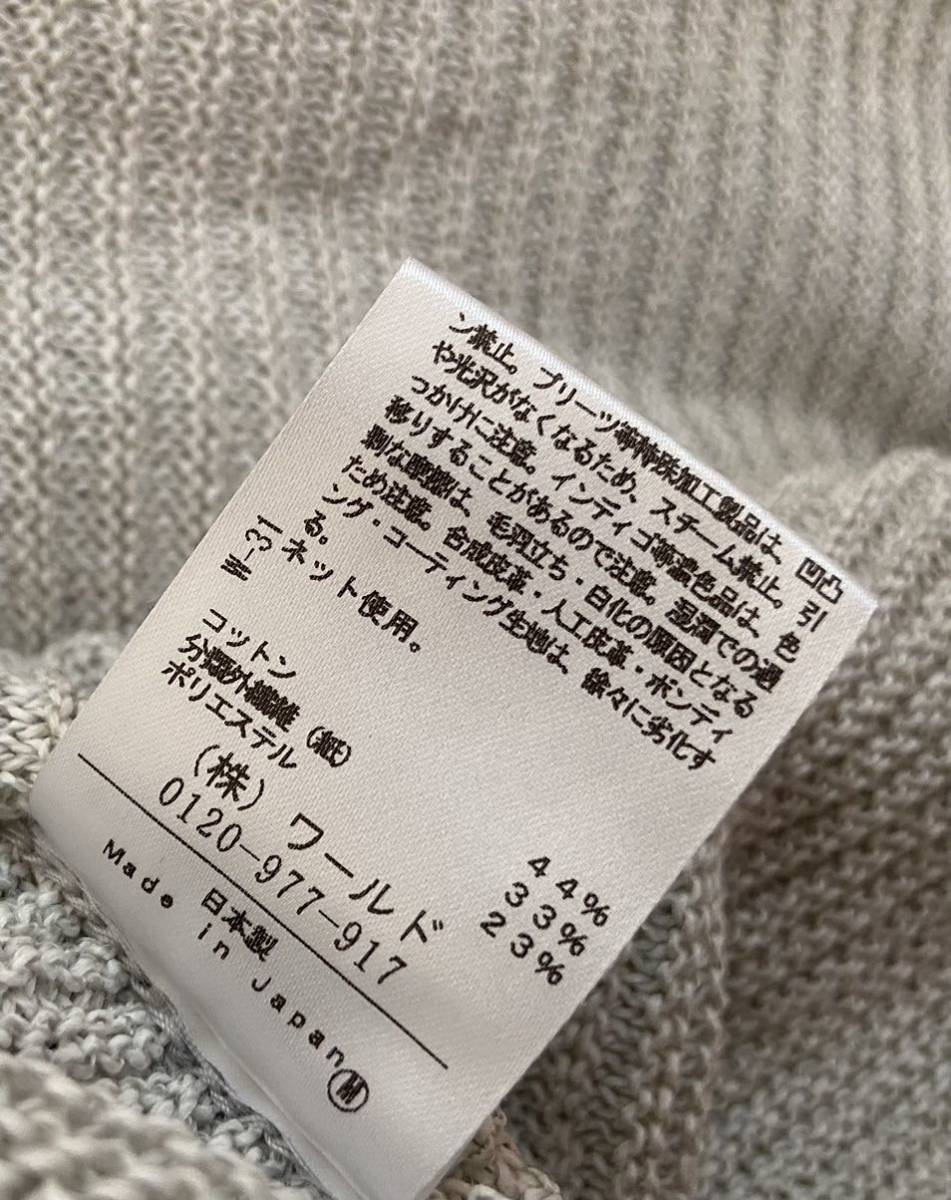 ン禁止。プリーツ等特殊加工製品は、凹凸
や光沢がなくなるため、スチーム禁止。引
つかけに注意。インディゴ等濃色品は、色
移りすることがあるので注意。湿潤での過
剰な摩擦は、毛羽立ち・白化の原因となる
ため注意。合成皮革・人工皮革・ボンディ
ング・コーティング生地は、徐々に劣化す
る。
ネット使用。
コットン 44%
分類外繊維（紙） 33%
ポリエステル 23%
（株）ワールド
0120-977-917
日本製
Made in Japan Ⓜ